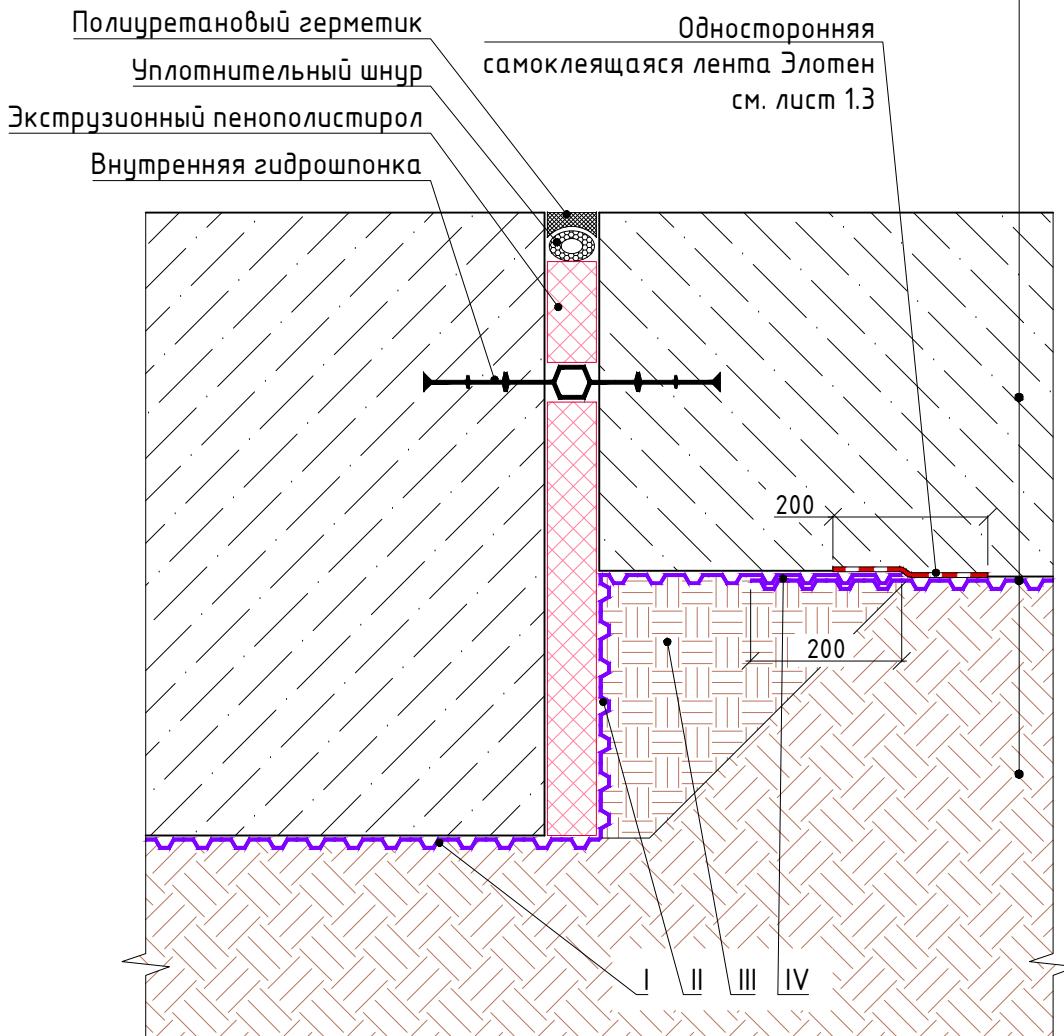 Полиуретановый герметик
Уплотнительный шнур
Экструзионный пенополистирол
Внутренняя гидрошпонка
Односторонняя
самоклеящаяся лента Элотен
см. лист 1.3
200
200
I II III IV